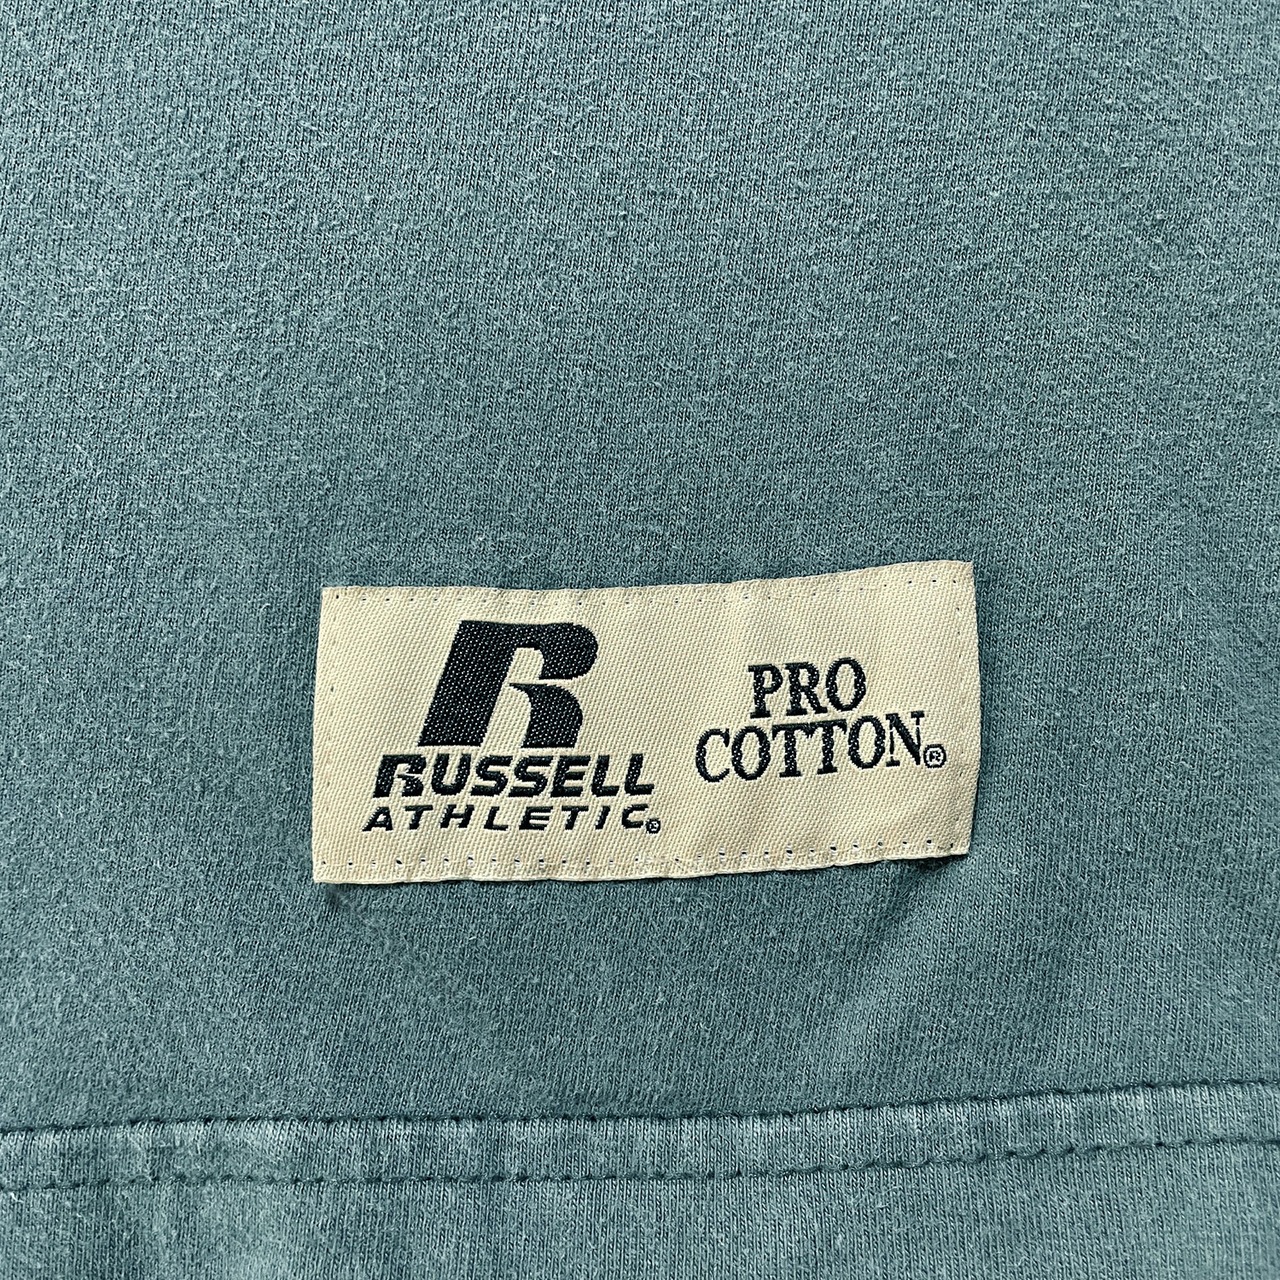 R
RUSSELL
ATHLETIC®
PRO
COTTON®